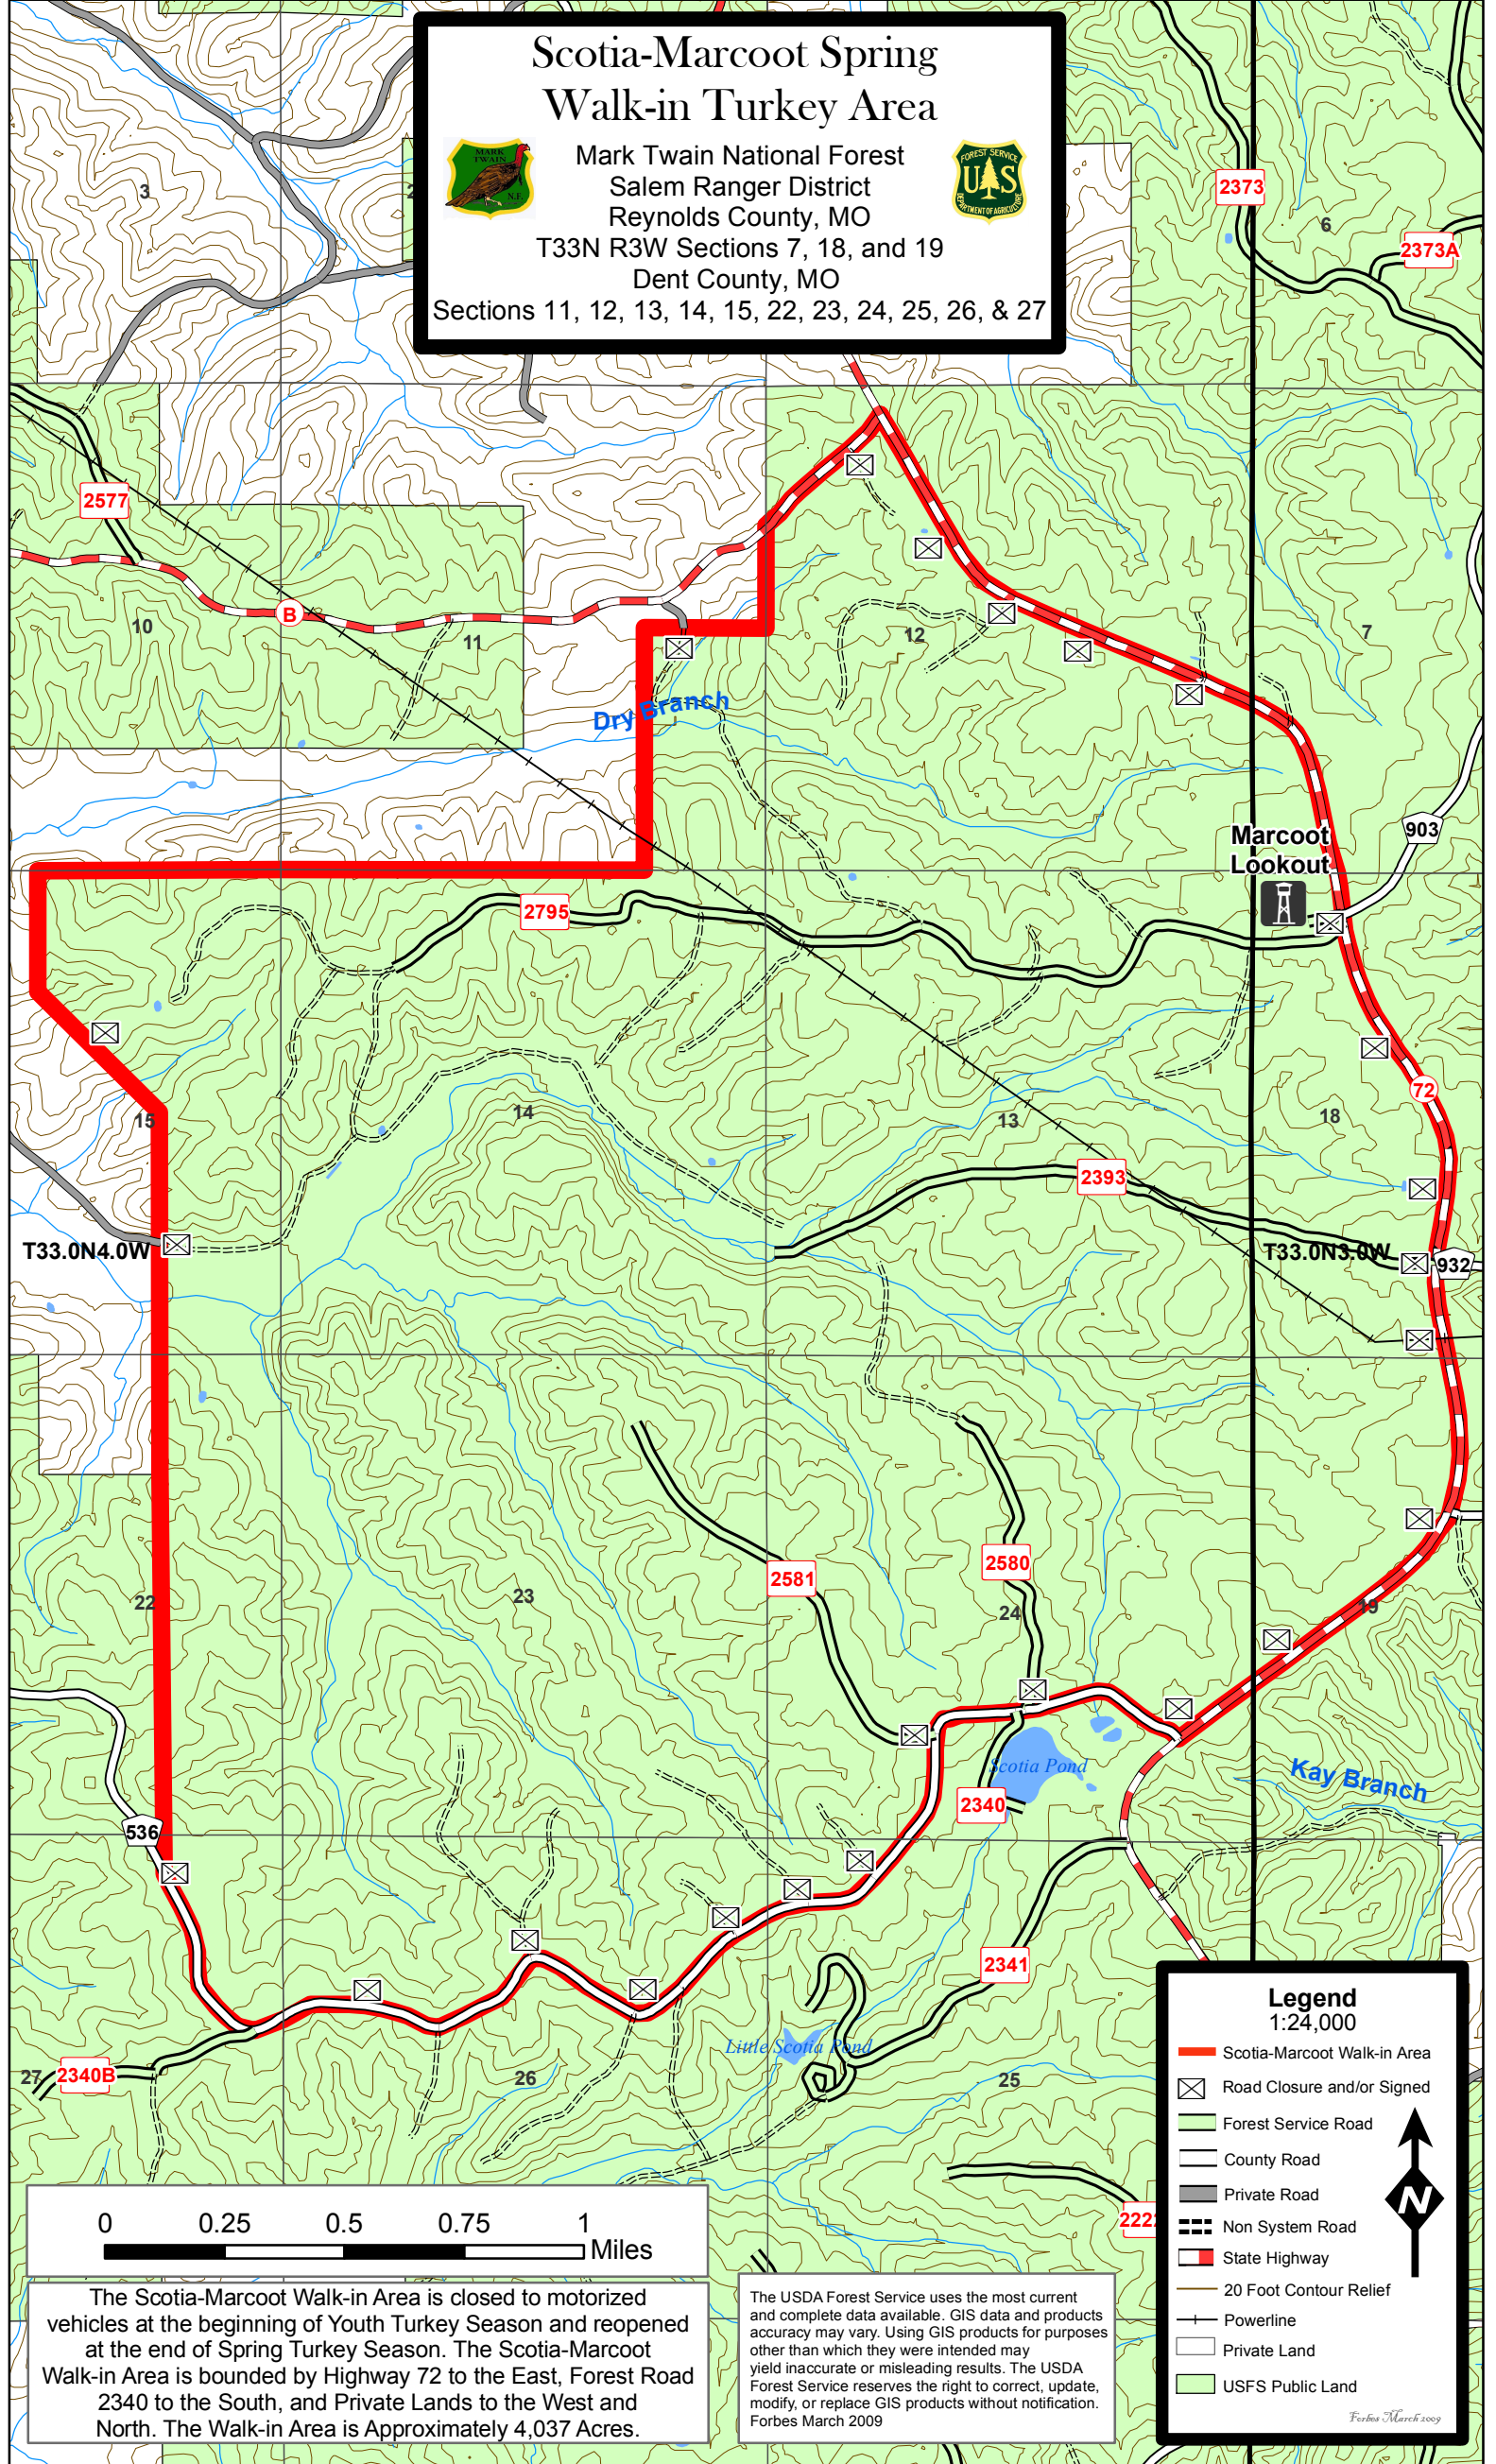 Scotia-Marcoot Spring
Walk-in Turkey Area
MARK
TWAIN
N.F.
FOREST SERVICE
U S
DEPARTMENT OF AGRICULTURE
Mark Twain National Forest
Salem Ranger District
Reynolds County, MO
T33N R3W Sections 7, 18, and 19
Dent County, MO
Sections 11, 12, 13, 14, 15, 22, 23, 24, 25, 26, & 27
3
2
2373
6
2373A
2577
B
10
11
12
7
Dry Branch
Marcoot
Lookout
903
2795
72
15
14
13
18
2393
T33.0N4.0W
T33.0N3.0W
932
2581
2580
22
23
24
19
Scotia Pond
Kay Branch
2340
536
2341
Little Scotia Pond
27
2340B
26
25
2222
0 0.25 0.5 0.75 1
Miles
The Scotia-Marcoot Walk-in Area is closed to motorized
vehicles at the beginning of Youth Turkey Season and reopened
at the end of Spring Turkey Season. The Scotia-Marcoot
Walk-in Area is bounded by Highway 72 to the East, Forest Road
2340 to the South, and Private Lands to the West and
North. The Walk-in Area is Approximately 4,037 Acres.
The USDA Forest Service uses the most current
and complete data available. GIS data and products
accuracy may vary. Using GIS products for purposes
other than which they were intended may
yield inaccurate or misleading results. The USDA
Forest Service reserves the right to correct, update,
modify, or replace GIS products without notification.
Forbes March 2009
Legend
1:24,000
Scotia-Marcoot Walk-in Area
Road Closure and/or Signed
Forest Service Road
County Road
Private Road
Non System Road
State Highway
20 Foot Contour Relief
Powerline
Private Land
USFS Public Land
N
Forbes March 2009